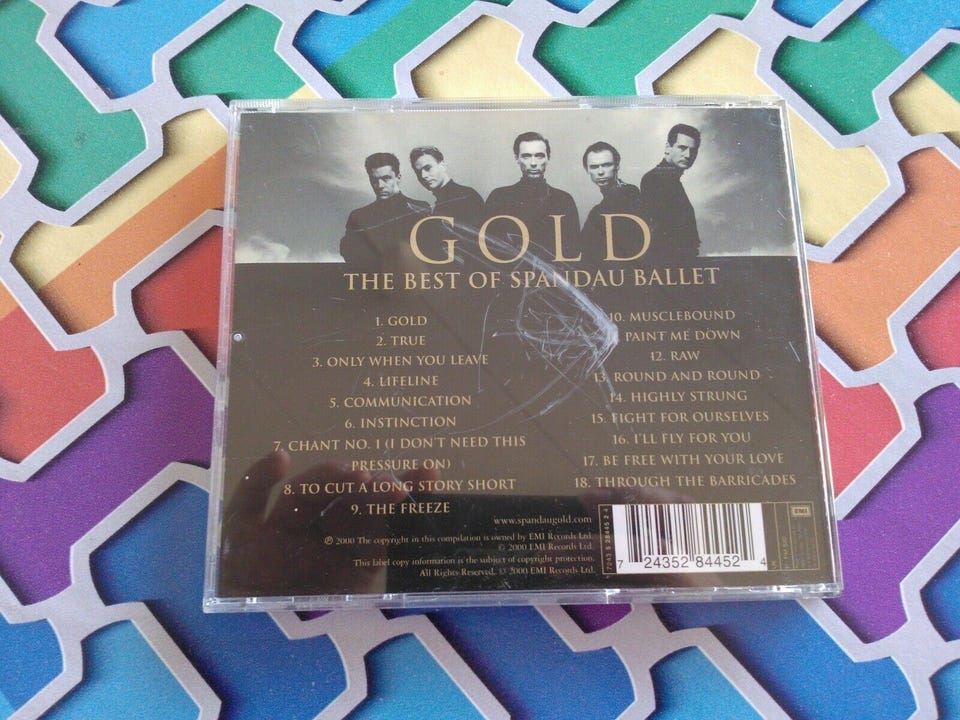 GOLD
THE BEST OF SPANDAU BALLET
1. GOLD
2. TRUE
3. ONLY WHEN YOU LEAVE
4. LIFELINE
5. COMMUNICATION
6. INSTINCTION
7. CHANT NO. 1 (I DON'T NEED THIS
PRESSURE ON)
8. TO CUT A LONG STORY SHORT
9. THE FREEZE
10. MUSCLEBOUND
PAINT ME DOWN
12. RAW
13. ROUND AND ROUND
14. HIGHLY STRUNG
15. FIGHT FOR OURSELVES
16. I'LL FLY FOR YOU
17. BE FREE WITH YOUR LOVE
18. THROUGH THE BARRICADES
www.spandaugold.com
℗ 2000 The copyright in this compilation is owned by EMI Records Ltd.
© 2000 EMI Records Ltd.
This label copy information is the subject of copyright protection.
All Rights Reserved. © 2000 EMI Records Ltd.
7 24352 84452 4
EMI